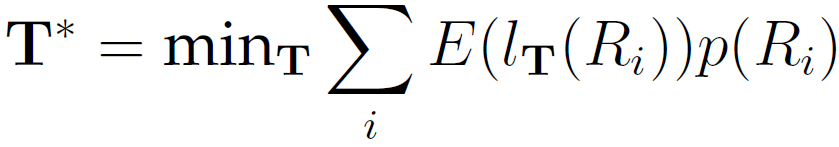 T* = min_T ∑_i E(l_T(R_i))p(R_i)